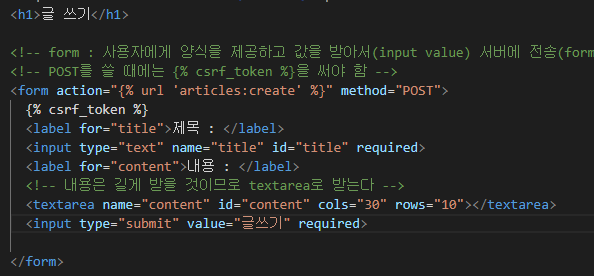 <h1>글 쓰기</h1>
<!-- form : 사용자에게 양식을 제공하고 값을 받아서(input value) 서버에 전송(form
<!-- POST를 쓸 때에는 {% csrf_token %}을 써야 함 -->
<form action="{% url 'articles:create' %}" method="POST">
{% csrf_token %}
<label for="title">제목 : </label>
<input type="text" name="title" id="title" required>
<label for="content">내용 : </label>
<!-- 내용은 길게 받을 것이므로 textarea로 받는다 -->
<textarea name="content" id="content" cols="30" rows="10"></textarea>
<input type="submit" value="글쓰기" required>
</form>